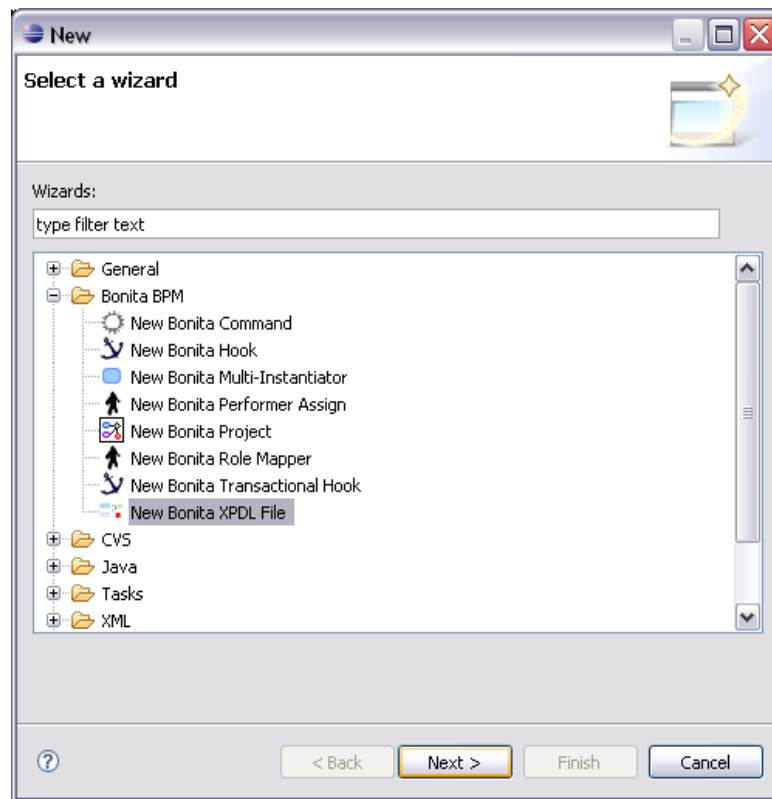 New
Select a wizard
Wizards:
type filter text
General
Bonita BPM
New Bonita Command
New Bonita Hook
New Bonita Multi-Instantiator
New Bonita Performer Assign
New Bonita Project
New Bonita Role Mapper
New Bonita Transactional Hook
New Bonita XPDL File
CVS
Java
Tasks
XML
? < Back Next > Finish Cancel